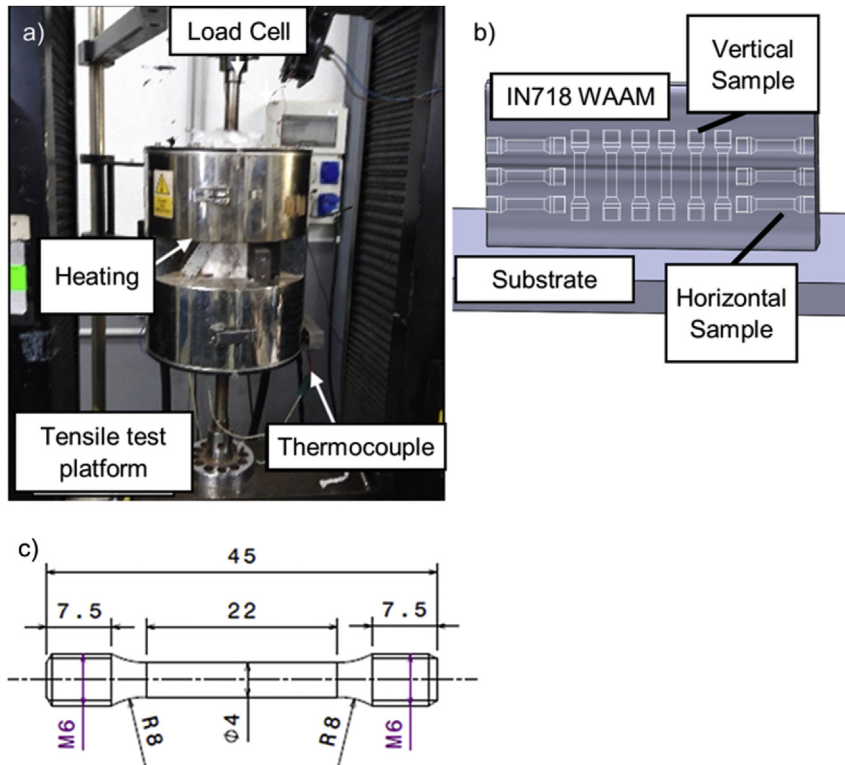 a)
Load Cell
Heating
Tensile test
platform
Thermocouple
b)
Vertical
Sample
IN718 WAAM
Substrate
Horizontal
Sample
c)
45
7.5
22
7.5
M6
R8
Ø4
R8
M6